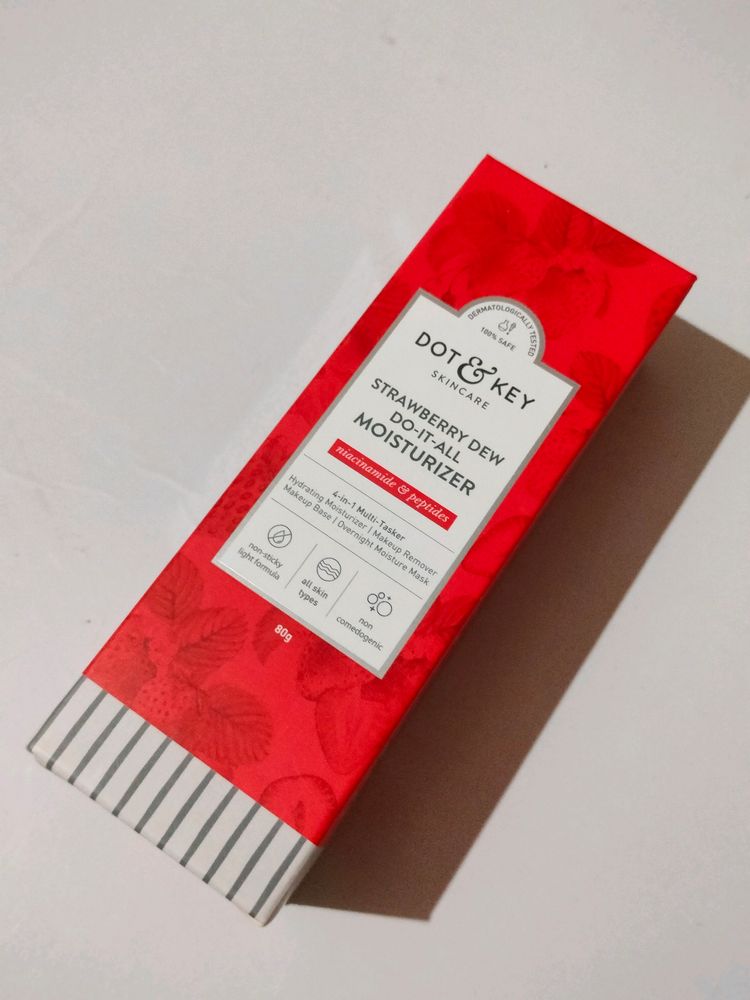 DERMATOLOGICALLY TESTED
100% SAFE
DOT & KEY
SKINCARE
STRAWBERRY DEW
DO-IT-ALL
MOISTURIZER
niacinamide & peptides
4-in-1 Multi-Tasker
Hydrating Moisturizer | Makeup Remover
Makeup Base | Overnight Moisture Mask
non-sticky
light formula
all skin
types
non
comedogenic
80g